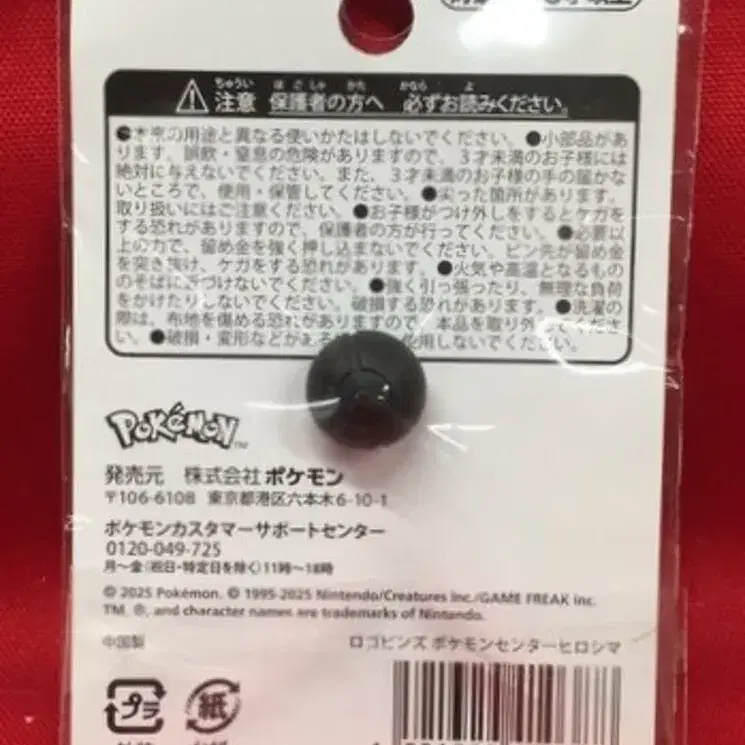 ちゅうい ほごしゃ かた かなら よ
注意 保護者の方へ 必ずお読みください。
●本来の用途と異なる使いかたはしないでください。●小部品があ
ります。誤飲・窒息の危険がありますので、3才未満のお子様には
絶対に与えないでください。また、3才未満のお子様の手の届かな
いところで、使用・保管してください。●尖った箇所があります。
取り扱いにはご注意ください。●お子様がつけ外しをするとケガを
する恐れがありますので、保護者の方が行ってください。●必要以
上の力で、留め金を強く押し込まないでください。ピン先が留め金
を突き抜け、ケガをする恐れがあります。●火気や高温となるもの
のそばに近づけないでください。●強く引っ張ったり、無理な負荷
をかけたりしないでください。破損する恐れがあります。●洗濯の
際は、布地を傷める恐れがありますので、本品を取り外してくださ
い。●破損・変形などがある 使用しないでください。
POKéMON TM
発売元 株式会社 ポケモン
〒106-6108 東京都港区六本木6-10-1
ポケモンカスタマーサポートセンター
0120-049-725
月～金(祝日・特定日を除く)11時～18時
© 2025 Pokémon. © 1995-2025 Nintendo/Creatures Inc./GAME FREAK inc.
TM, ®, and character names are trademarks of Nintendo.
中国製 ロゴピンズ ポケモンセンターヒロシマ
プラ 紙